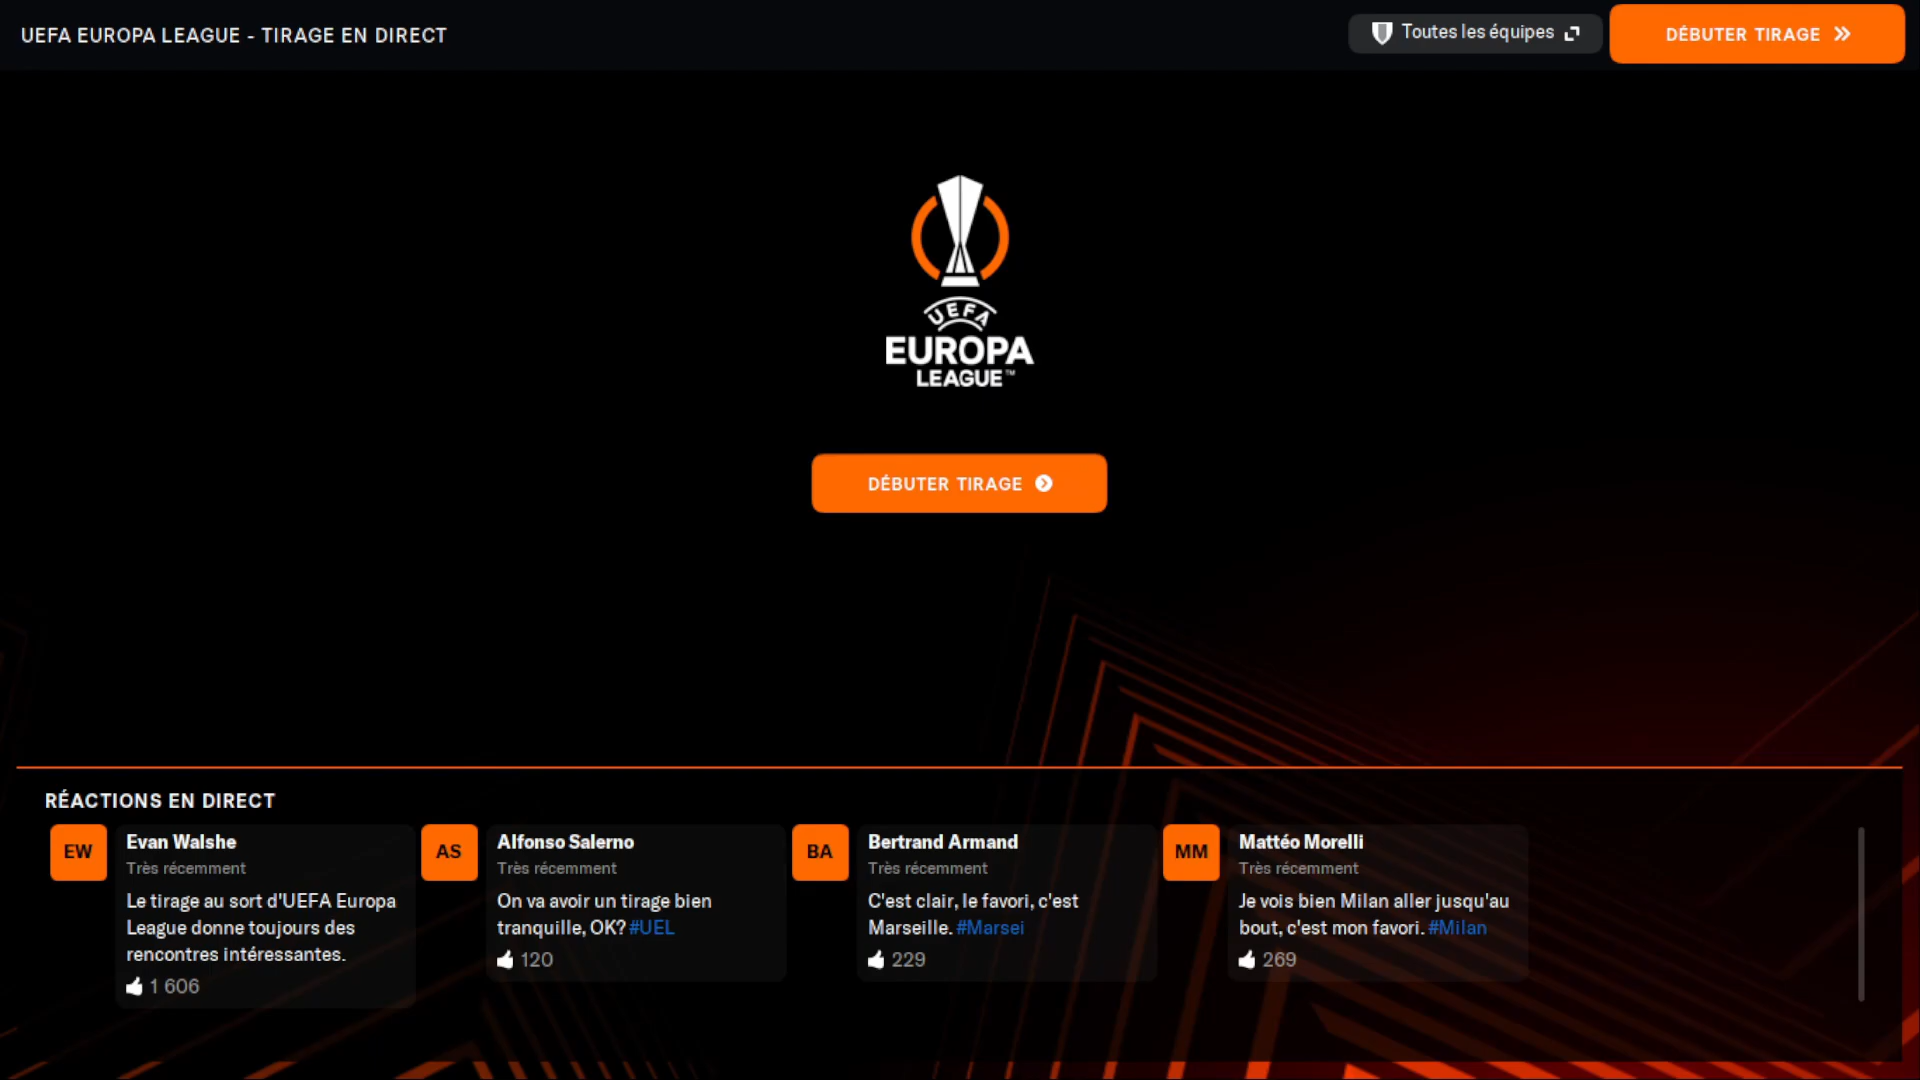 UEFA EUROPA LEAGUE - TIRAGE EN DIRECT
Toutes les équipes
DÉBUTER TIRAGE
UEFA
EUROPA
LEAGUE™
DÉBUTER TIRAGE
RÉACTIONS EN DIRECT
EW
Evan Walshe
Très récemment
Le tirage au sort d'UEFA Europa
League donne toujours des
rencontres intéressantes.
1 606
AS
Alfonso Salerno
Très récemment
On va avoir un tirage bien
tranquille, OK? #UEL
120
BA
Bertrand Armand
Très récemment
C'est clair, le favori, c'est
Marseille. #Marsei
229
MM
Mattéo Morelli
Très récemment
Je vois bien Milan aller jusqu'au
bout, c'est mon favori. #Milan
269